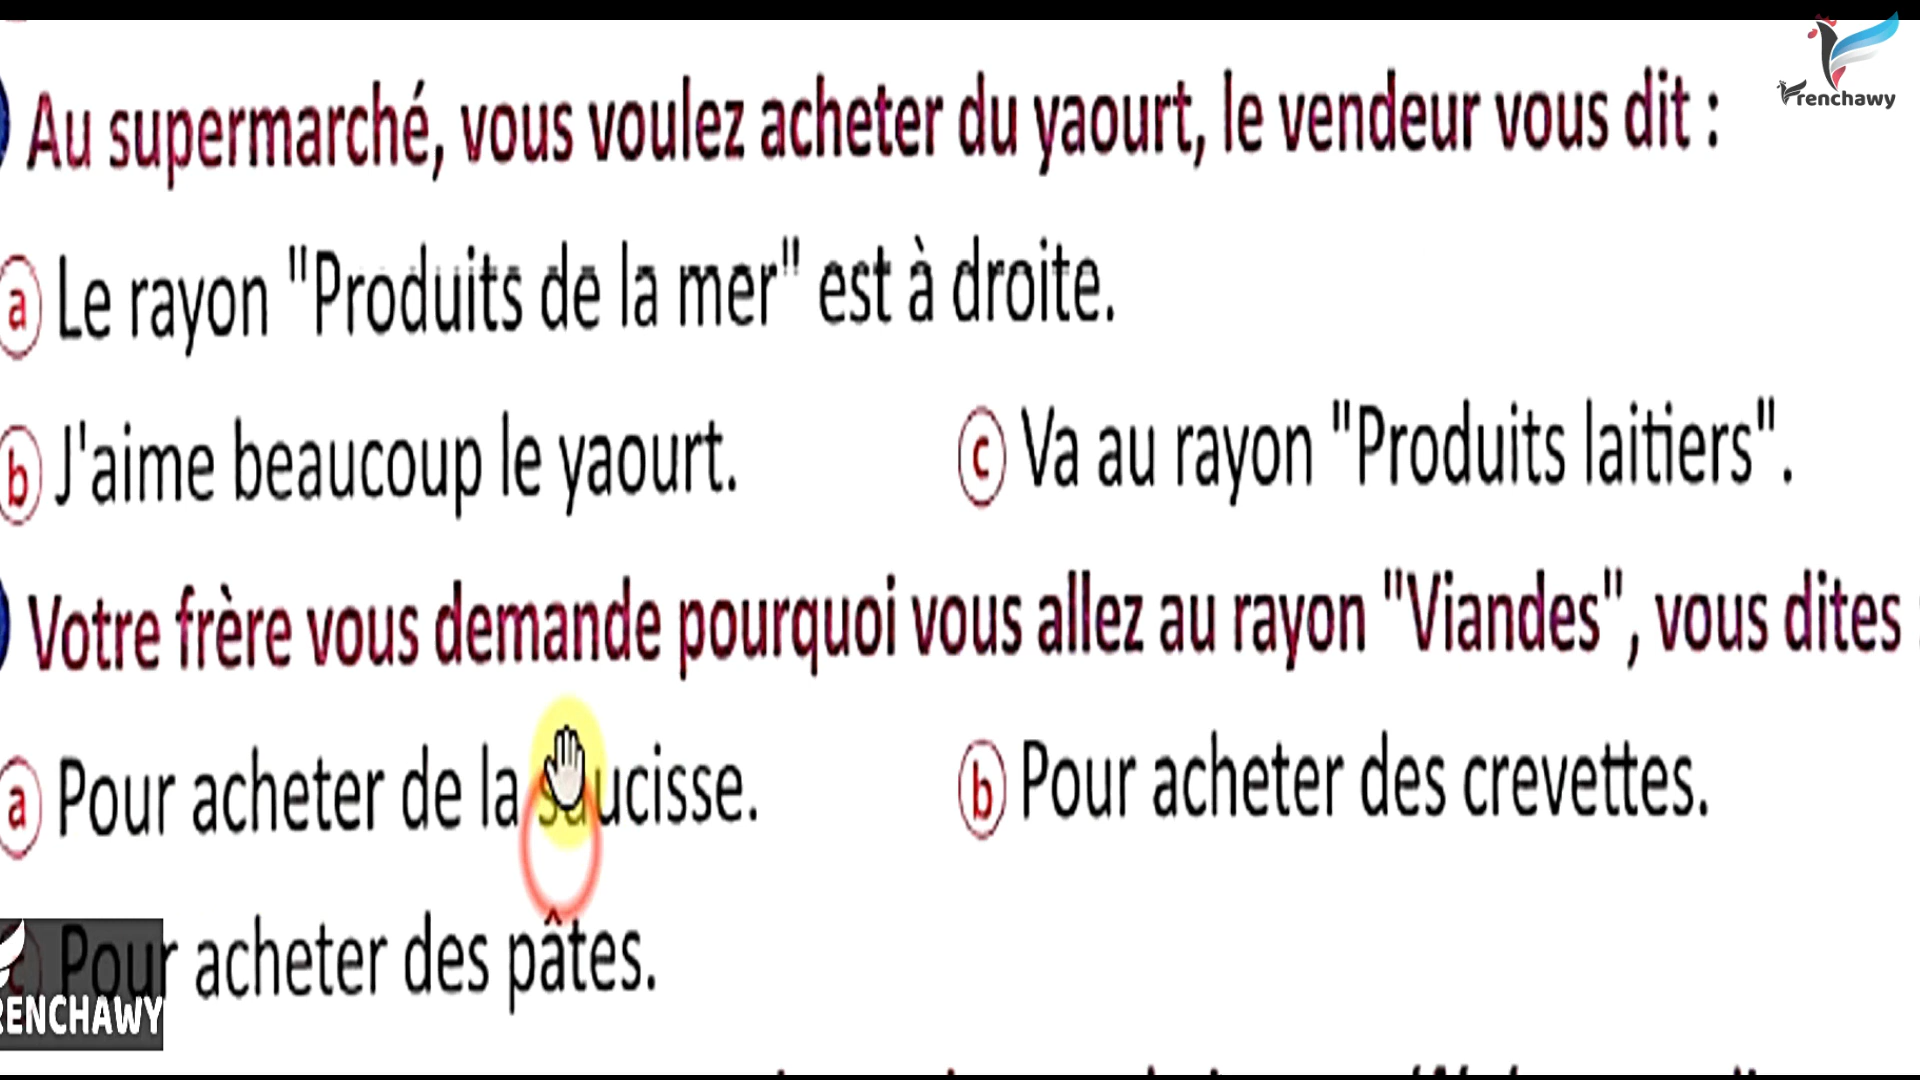 Frenchawy
Au supermarché, vous voulez acheter du yaourt, le vendeur vous dit :
a Le rayon "Produits de la mer" est à droite.
b J'aime beaucoup le yaourt.
c Va au rayon "Produits laitiers".
Votre frère vous demande pourquoi vous allez au rayon "Viandes", vous dites :
a Pour acheter de la saucisse.
b Pour acheter des crevettes.
c Pour acheter des pâtes.
RENCHAWY